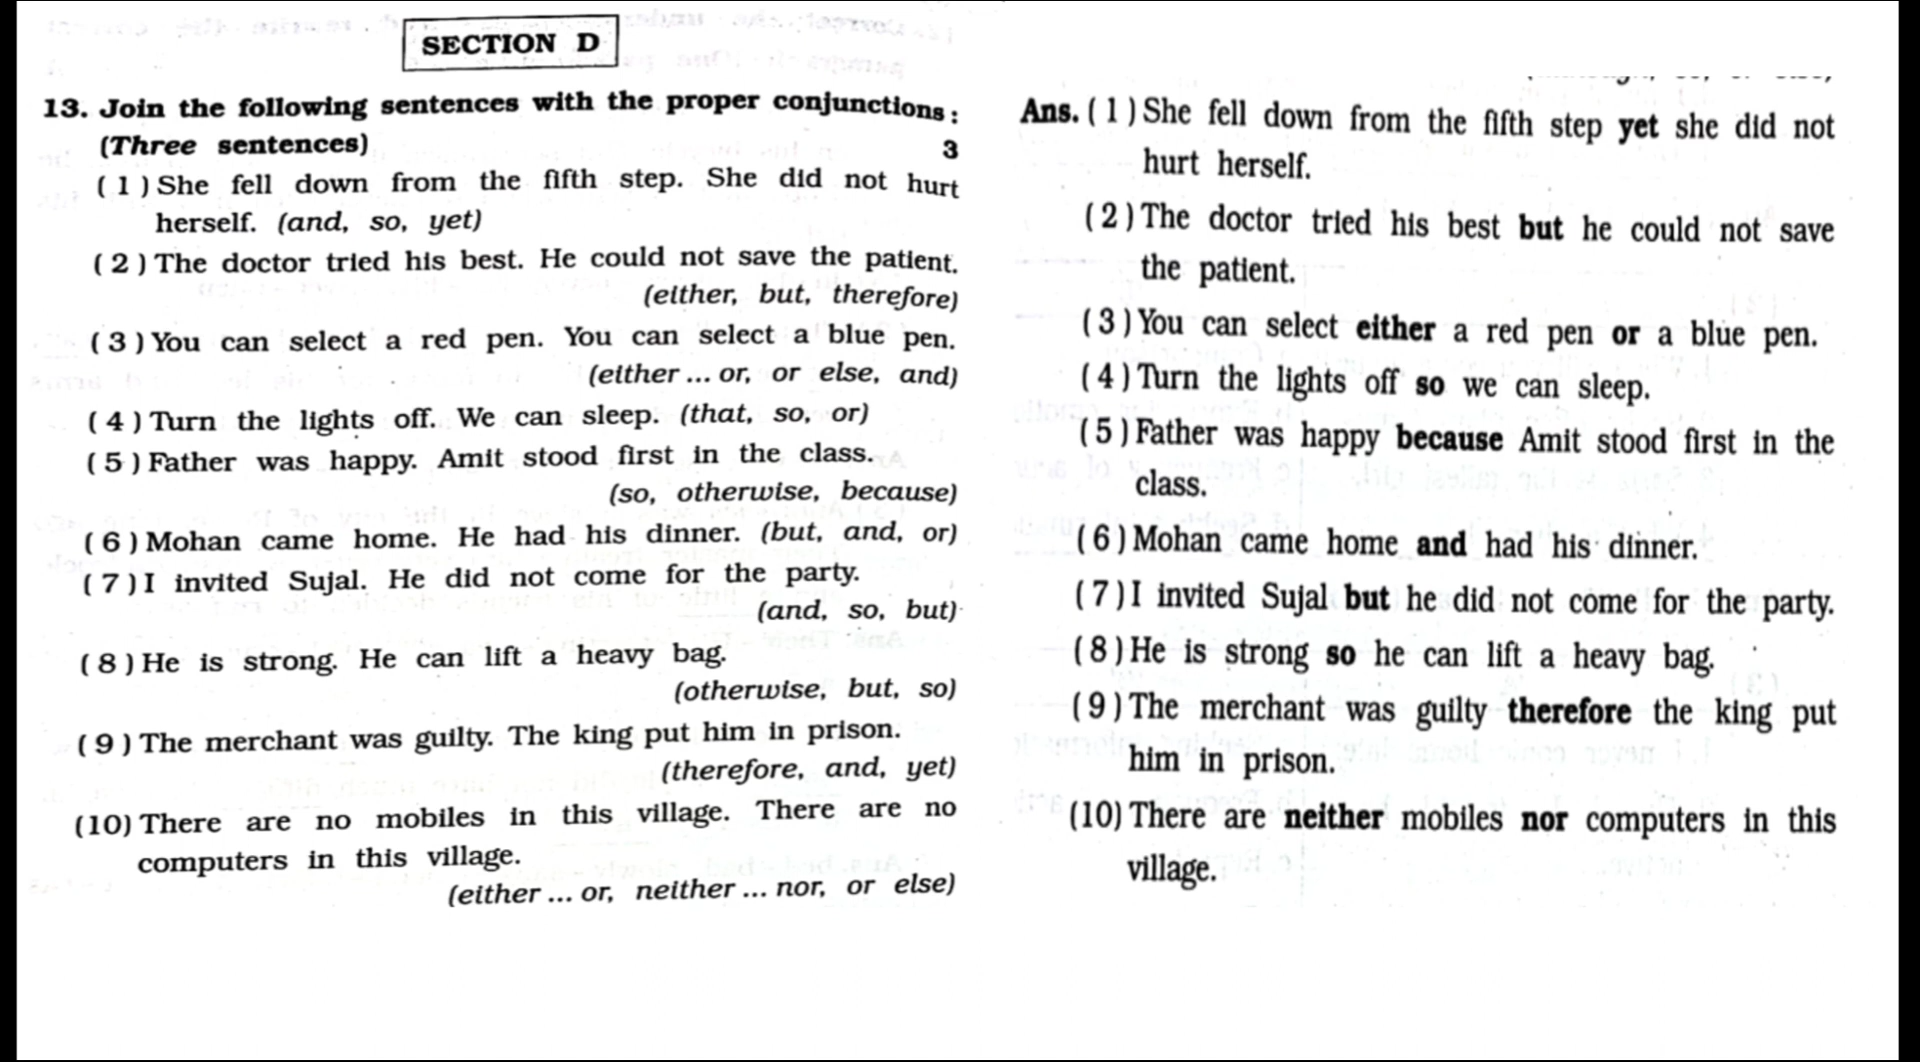 SECTION D
13. Join the following sentences with the proper conjunctions:
(Three sentences) 3
( 1 ) She fell down from the fifth step. She did not hurt
herself. (and, so, yet)
( 2 ) The doctor tried his best. He could not save the patient.
(either, but, therefore)
( 3 ) You can select a red pen. You can select a blue pen.
(either ... or, or else, and)
( 4 ) Turn the lights off. We can sleep. (that, so, or)
( 5 ) Father was happy. Amit stood first in the class.
(so, otherwise, because)
( 6 ) Mohan came home. He had his dinner. (but, and, or)
( 7 ) I invited Sujal. He did not come for the party.
(and, so, but)
( 8 ) He is strong. He can lift a heavy bag.
(otherwise, but, so)
( 9 ) The merchant was guilty. The king put him in prison.
(therefore, and, yet)
(10) There are no mobiles in this village. There are no
computers in this village.
(either ... or, neither ... nor, or else)
Ans. ( 1 ) She fell down from the fifth step yet she did not
hurt herself.
( 2 ) The doctor tried his best but he could not save
the patient.
( 3 ) You can select either a red pen or a blue pen.
( 4 ) Turn the lights off so we can sleep.
( 5 ) Father was happy because Amit stood first in the
class.
( 6 ) Mohan came home and had his dinner.
( 7 ) I invited Sujal but he did not come for the party.
( 8 ) He is strong so he can lift a heavy bag.
( 9 ) The merchant was guilty therefore the king put
him in prison.
(10) There are neither mobiles nor computers in this
village.